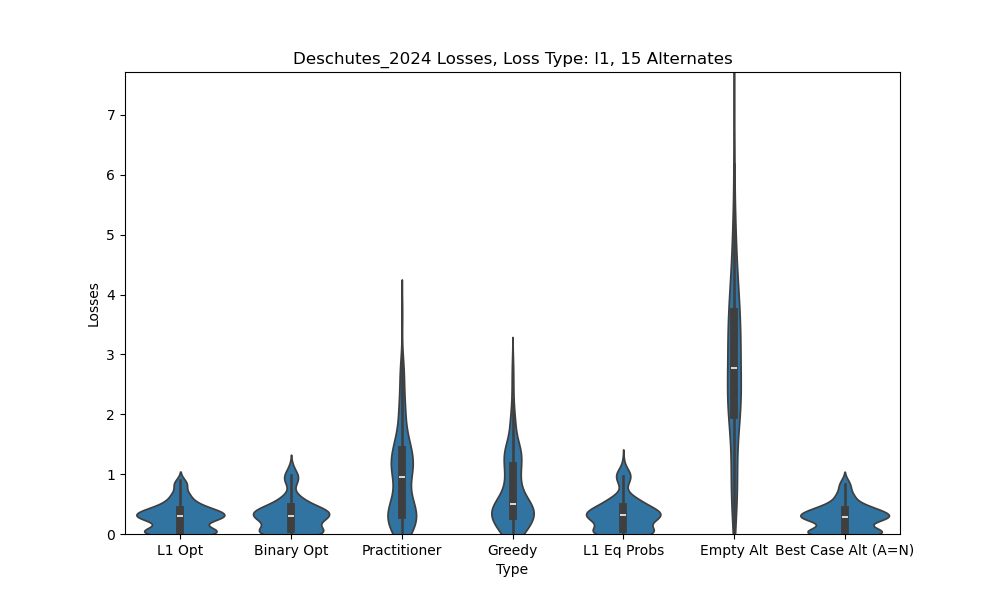 Deschutes_2024 Losses, Loss Type: l1, 15 Alternates
Losses
7
6
5
4
3
2
1
0
L1 Opt
Binary Opt
Practitioner
Greedy
L1 Eq Probs
Empty Alt
Best Case Alt (A=N)
Type